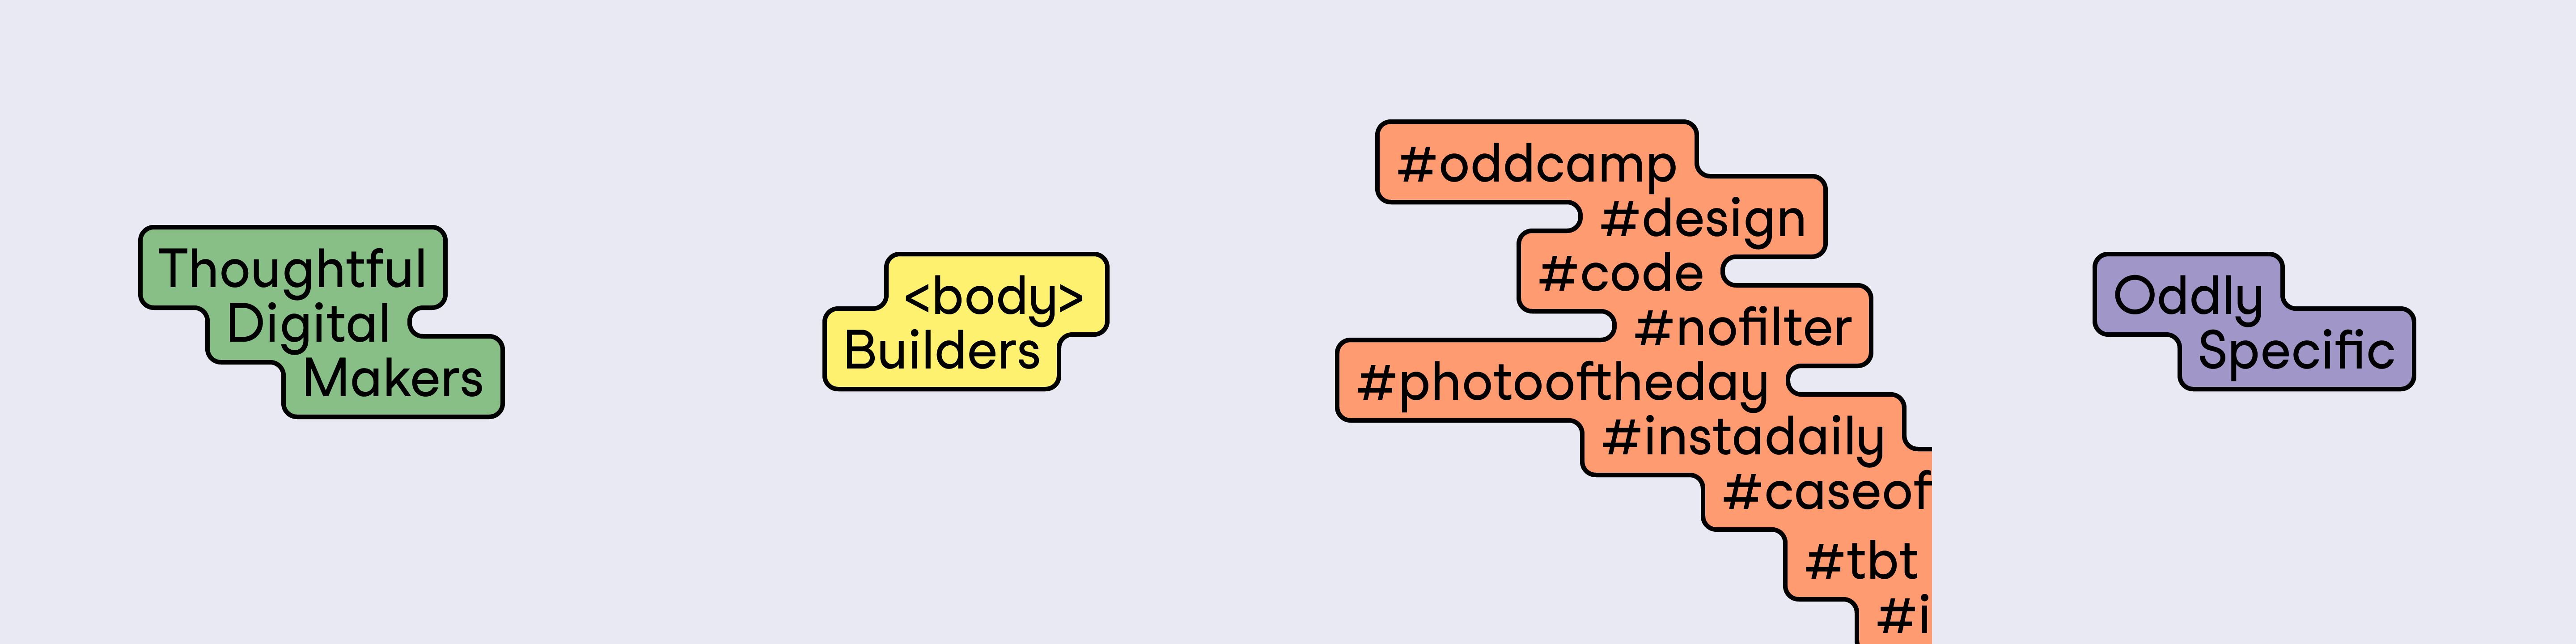 Thoughtful
Digital
Makers
<body>
Builders
#oddcamp
#design
#code
#nofilter
#photooftheday
#instadaily
#caseof
#tbt
#i
Oddly
Specific